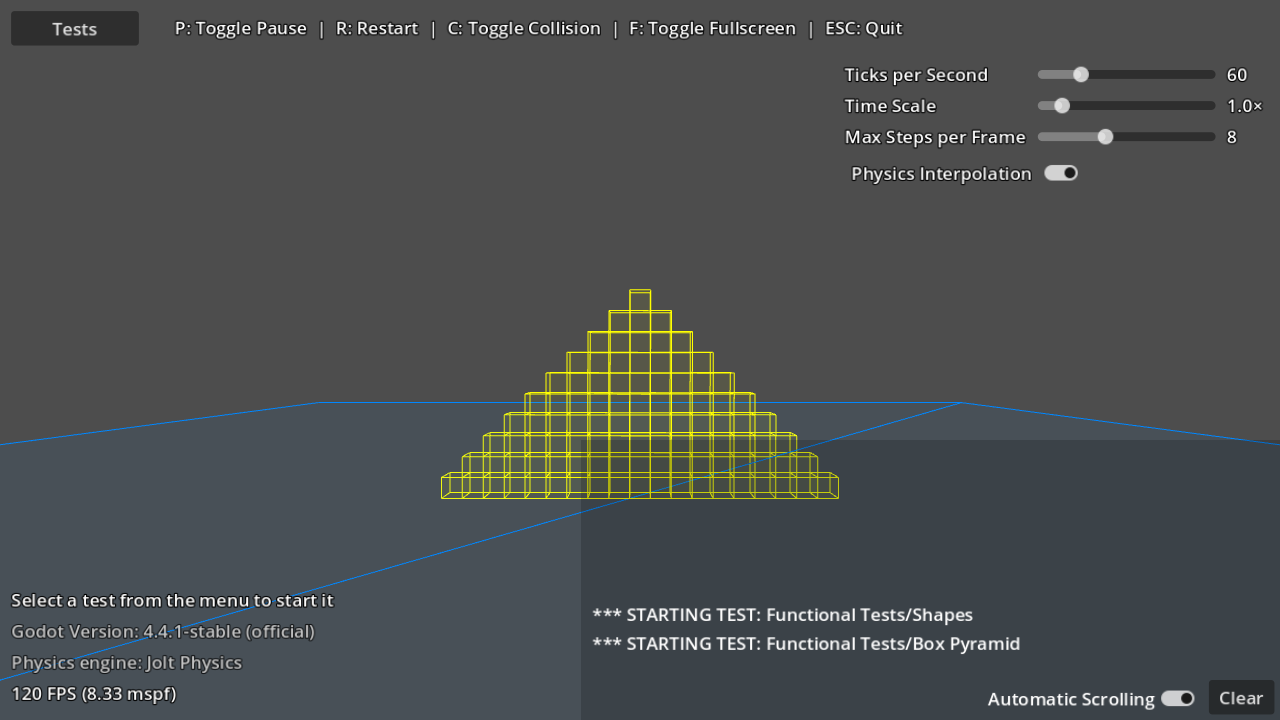 Tests
P: Toggle Pause | R: Restart | C: Toggle Collision | F: Toggle Fullscreen | ESC: Quit
Ticks per Second 60
Time Scale 1.0×
Max Steps per Frame 8
Physics Interpolation
Select a test from the menu to start it
Godot Version: 4.4.1-stable (official)
Physics engine: Jolt Physics
120 FPS (8.33 mspf)
*** STARTING TEST: Functional Tests/Shapes
*** STARTING TEST: Functional Tests/Box Pyramid
Automatic Scrolling
Clear